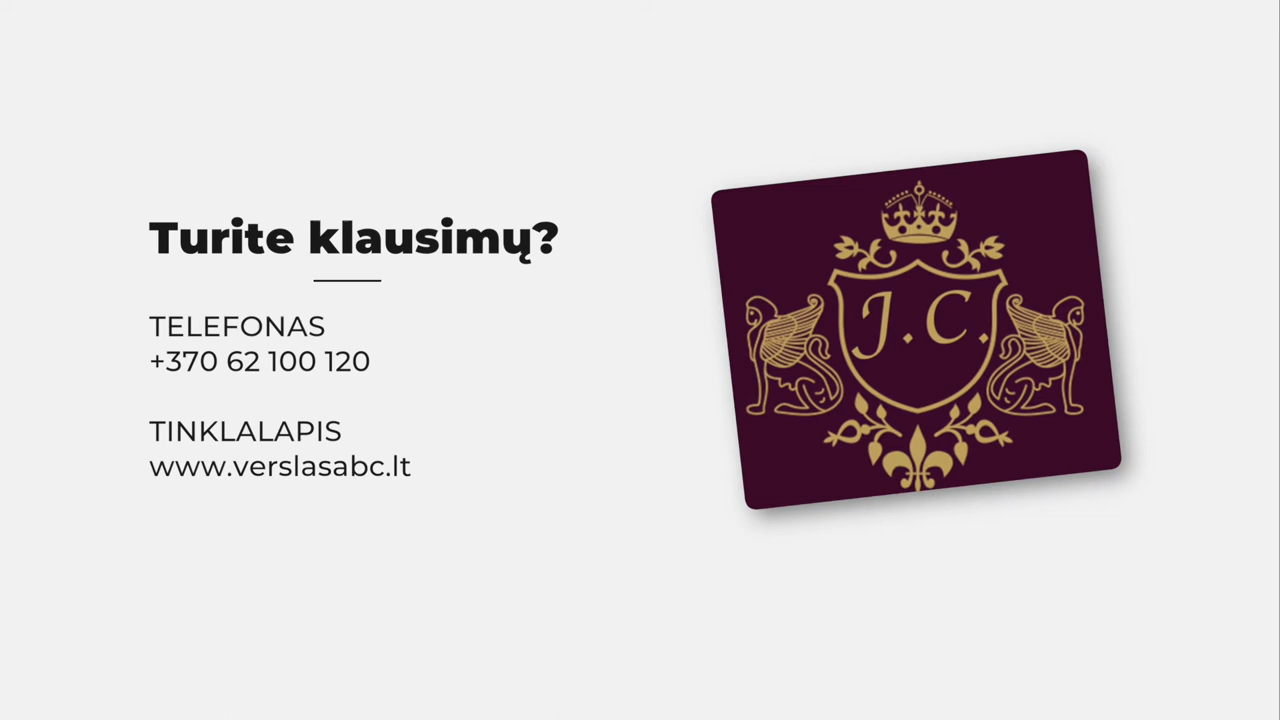 Turite klausimų?
TELEFONAS
+370 62 100 120
TINKLALAPIS
www.verslasabc.lt
J.C.